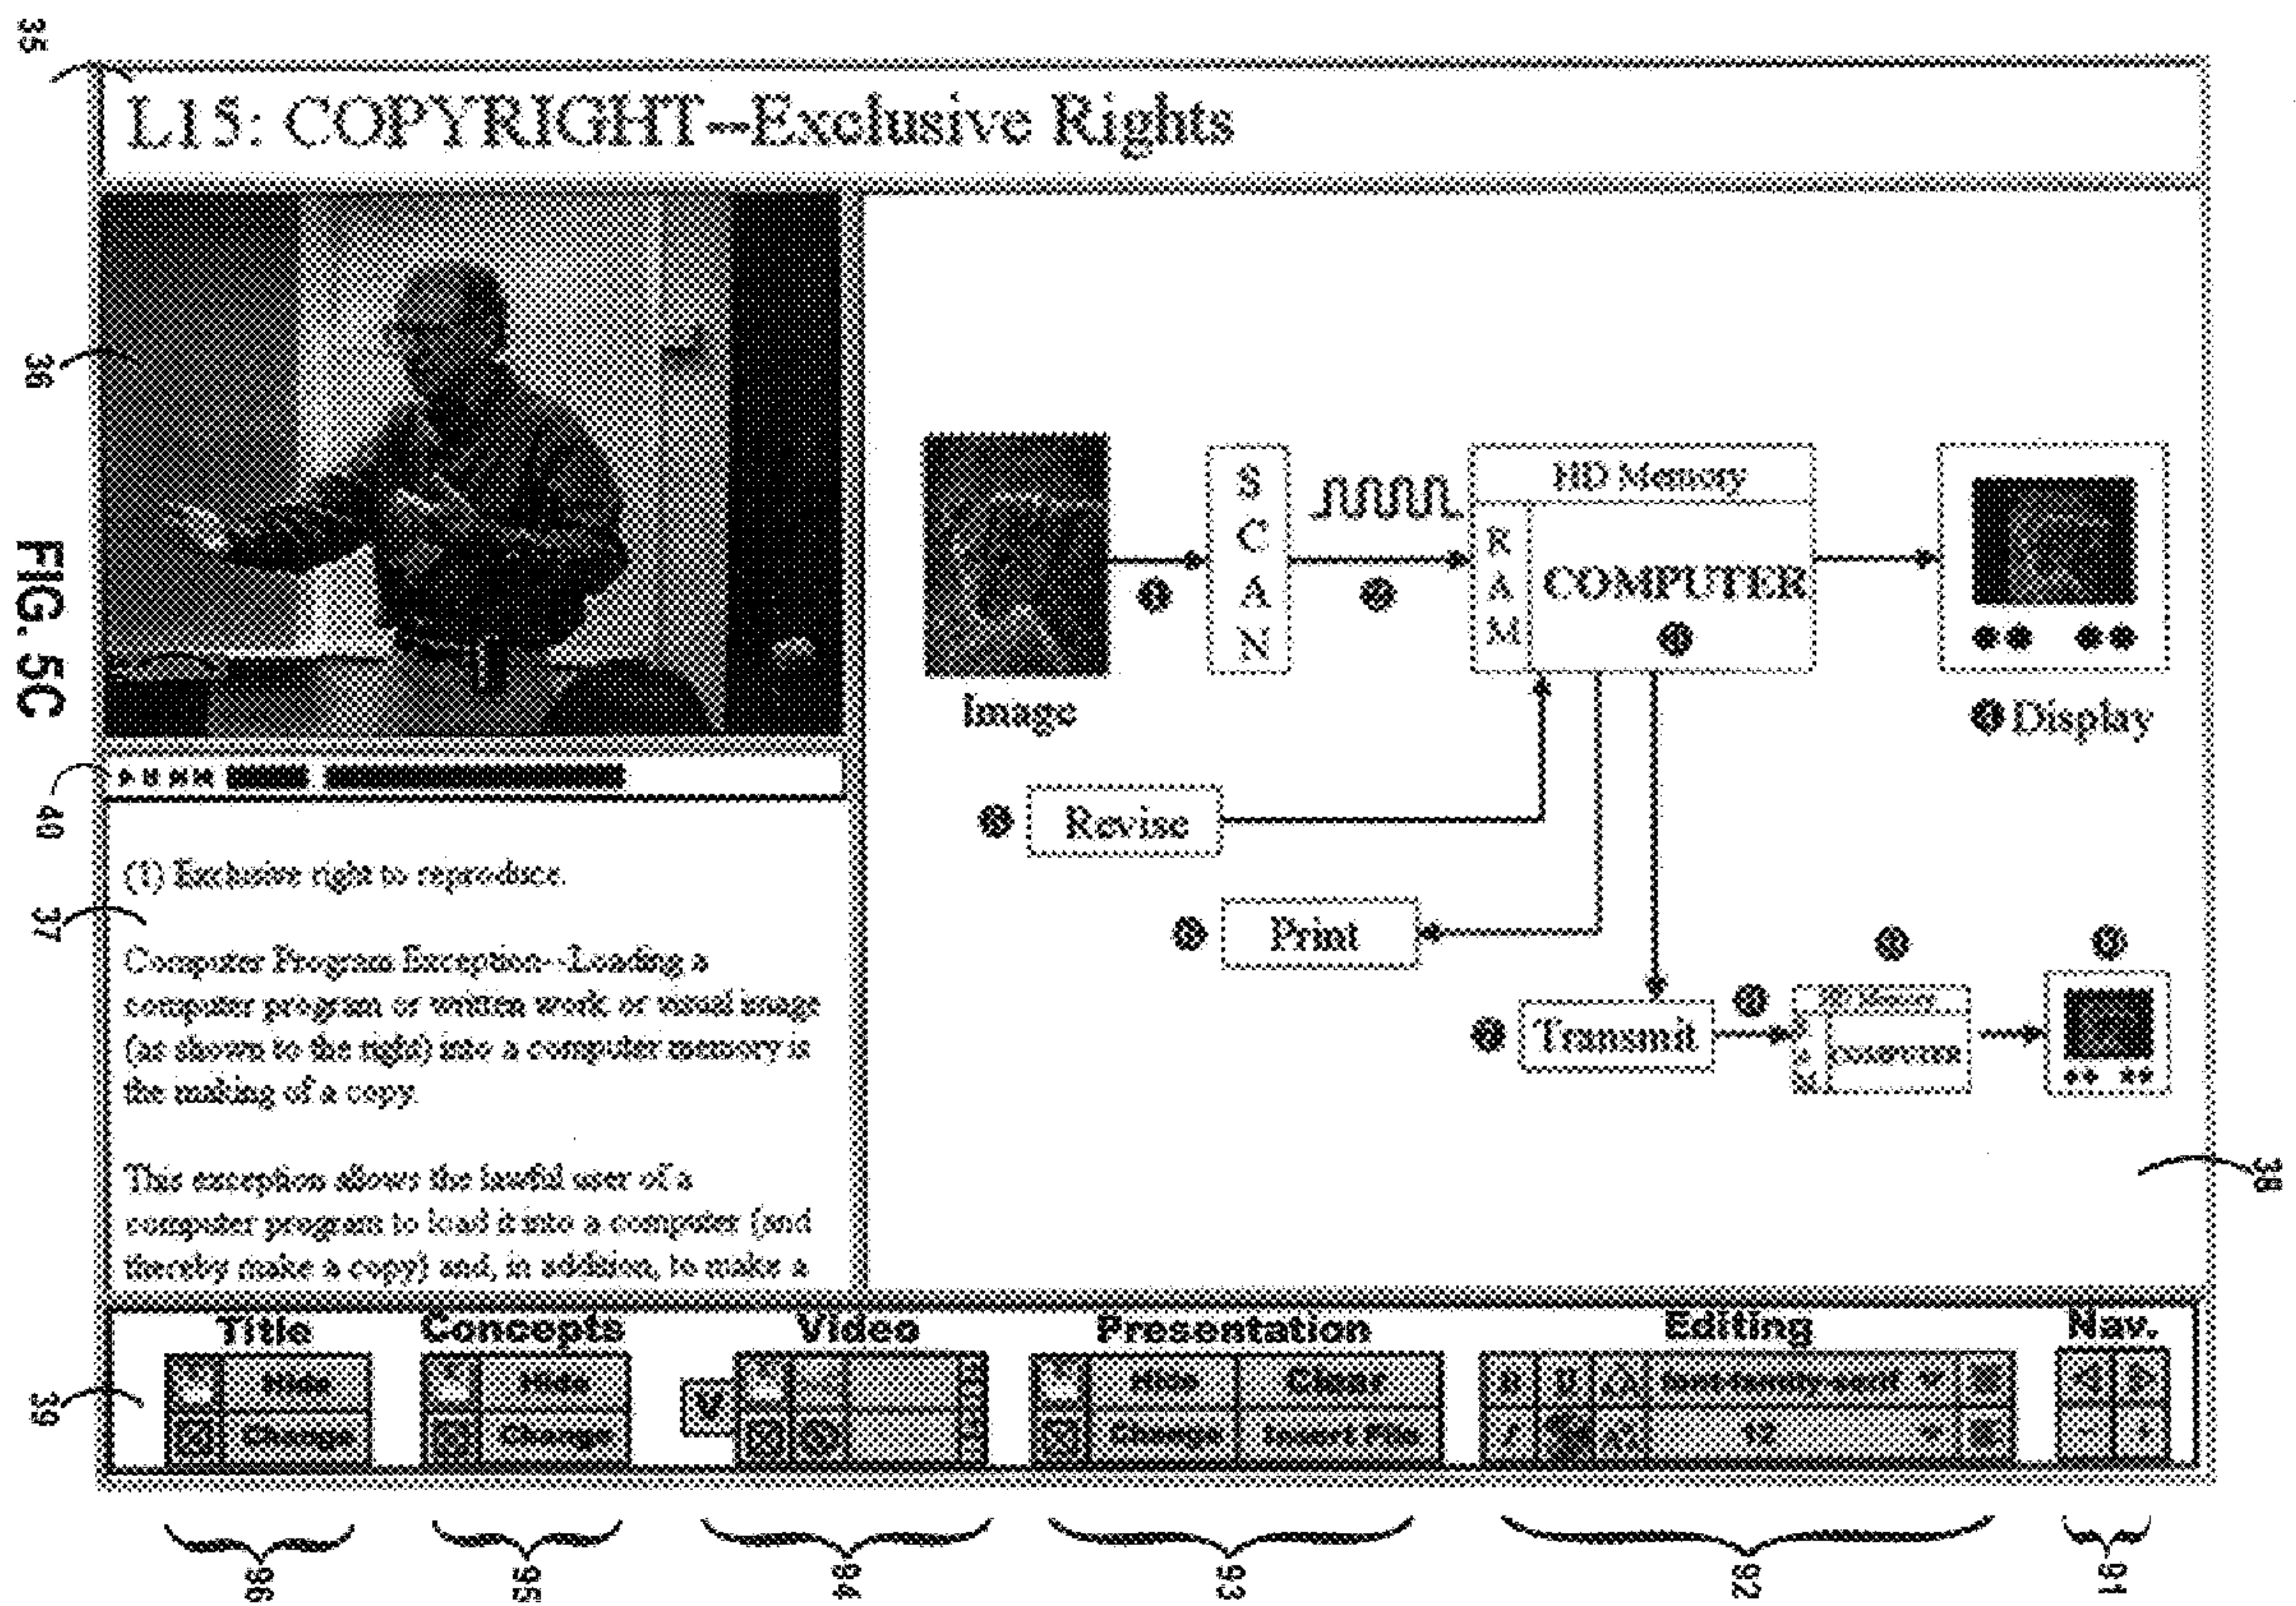 35
L15: COPYRIGHT--Exclusive Rights
36
FIG. 5C
40
37
(1) Exclusive right to reproduce.
Computer Program Exception--Loading a
computer program or written work or visual image
(as shown to the right) into a computer memory is
the making of a copy.
This exception allows the lawful user of a
computer program to load it into a computer (and
thereby make a copy) and, in addition, to make a
Image
SCAN
HD Memory
RAM
COMPUTER
Display
Revise
Print
Transmit
COMPUTER
38
39
Title
Hide
Change
Concepts
Hide
Change
Video
V
Presentation
Hide
Clear
Change
Insert File
Editing
U
12
Nav.
96
95
94
93
92
91